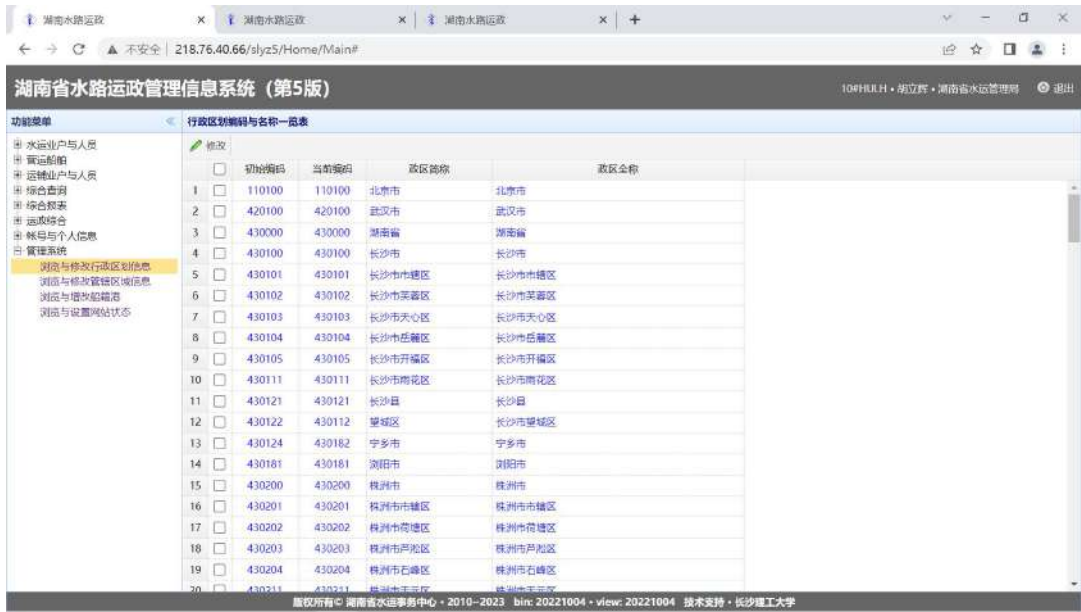 湖南水路运政
湖南水路运政
湖南水路运政
不安全 218.76.40.66/slyz5/Home/Main#
湖南省水路运政管理信息系统（第5版）
10#HULH • 胡立辉 • 湖南省水运管理局 退出
功能菜单
水运业户与人员
营运船舶
运辅业户与人员
综合查询
综合报表
运政综合
帐号与个人信息
管理系统
浏览与修改行政区划信息
浏览与修改管辖区域信息
浏览与增改船籍港
浏览与设置网站状态
行政区划编码与名称一览表
修改
初始编码 当前编码 政区简称 政区全称
1 110100 110100 北京市 北京市
2 420100 420100 武汉市 武汉市
3 430000 430000 湖南省 湖南省
4 430100 430100 长沙市 长沙市
5 430101 430101 长沙市市辖区 长沙市市辖区
6 430102 430102 长沙市芙蓉区 长沙市芙蓉区
7 430103 430103 长沙市天心区 长沙市天心区
8 430104 430104 长沙市岳麓区 长沙市岳麓区
9 430105 430105 长沙市开福区 长沙市开福区
10 430111 430111 长沙市雨花区 长沙市雨花区
11 430121 430121 长沙县 长沙县
12 430122 430112 望城区 长沙市望城区
13 430124 430182 宁乡市 宁乡市
14 430181 430181 浏阳市 浏阳市
15 430200 430200 株洲市 株洲市
16 430201 430201 株洲市市辖区 株洲市市辖区
17 430202 430202 株洲市荷塘区 株洲市荷塘区
18 430203 430203 株洲市芦淞区 株洲市芦淞区
19 430204 430204 株洲市石峰区 株洲市石峰区
20 430211 430211 株洲市天元区 株洲市天元区
版权所有© 湖南省水运事务中心 • 2010-2023 bin: 20221004 • view: 20221004 技术支持 • 长沙理工大学